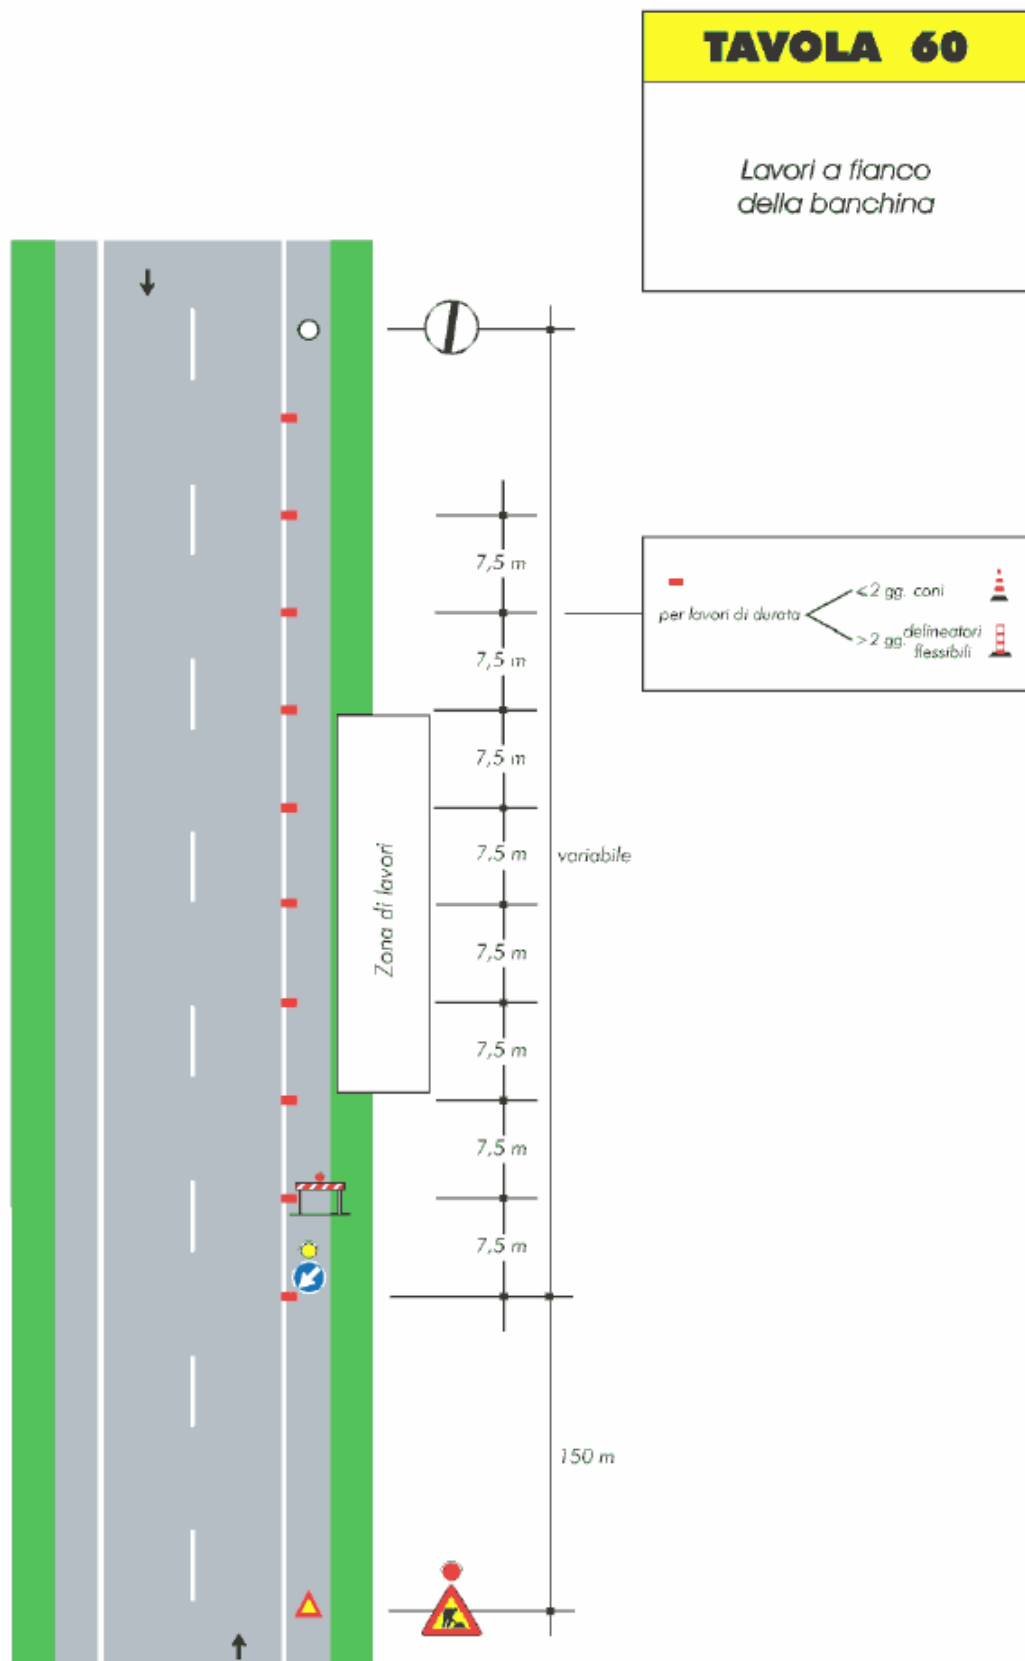 TAVOLA 60
Lavori a fianco
della banchina
7,5 m
per lavori di durata
≤2 gg. coni
>2 gg. delineatori
flessibili
7,5 m
7,5 m
7,5 m
variabile
Zona di lavori
7,5 m
7,5 m
7,5 m
7,5 m
150 m